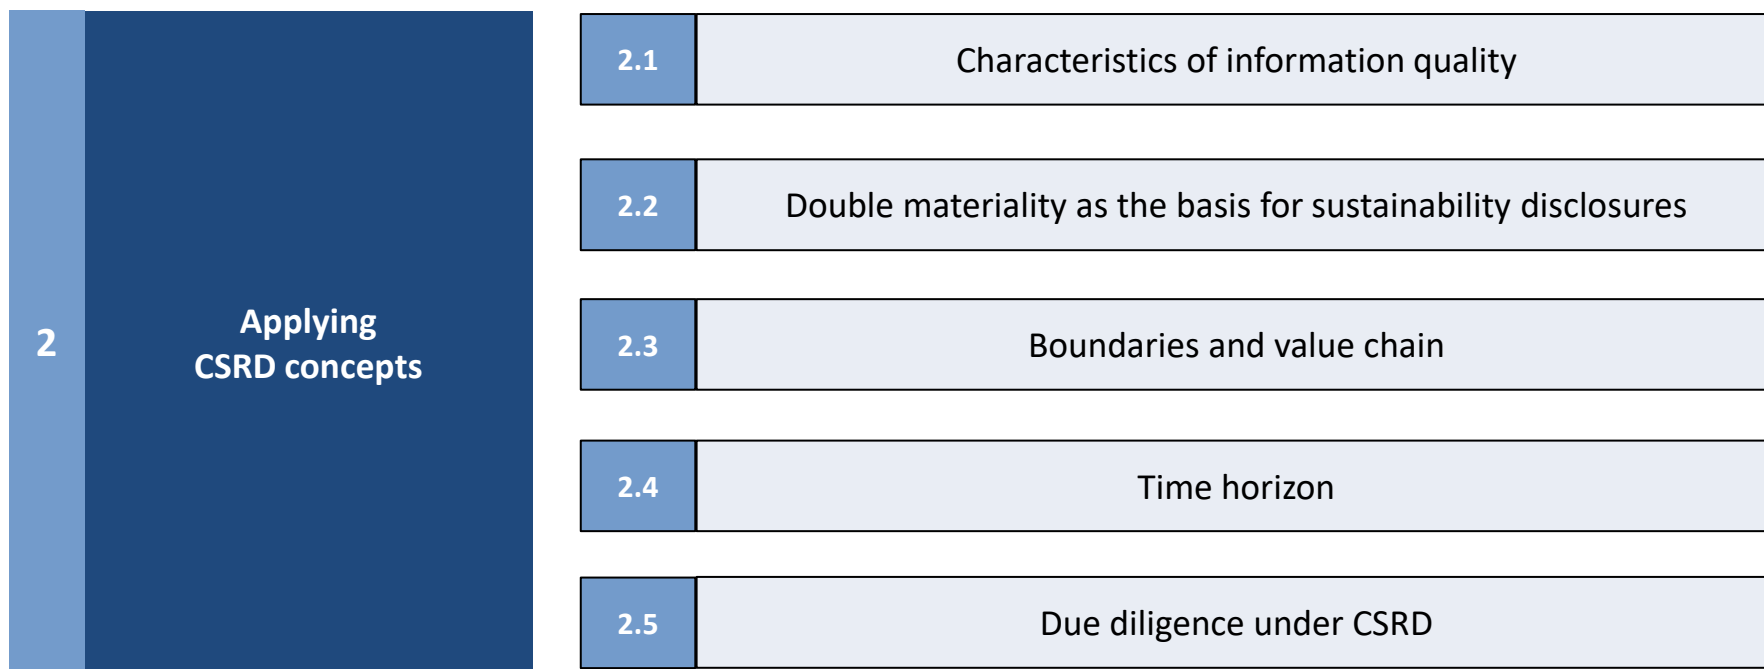 2
Applying
CSRD concepts
2.1
Characteristics of information quality
2.2
Double materiality as the basis for sustainability disclosures
2.3
Boundaries and value chain
2.4
Time horizon
2.5
Due diligence under CSRD